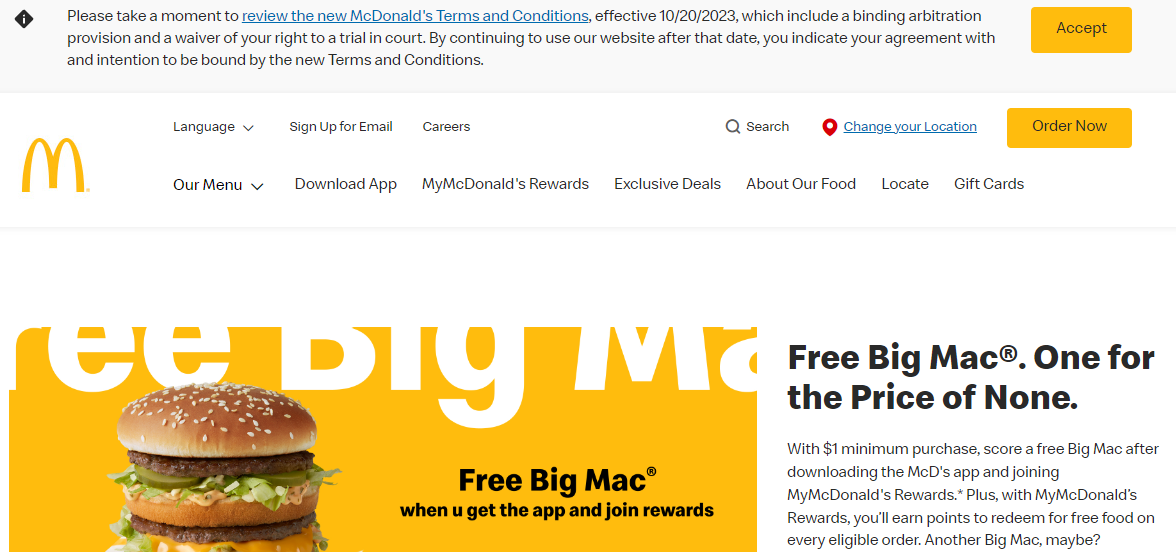 Please take a moment to review the new McDonald's Terms and Conditions, effective 10/20/2023, which include a binding arbitration
provision and a waiver of your right to a trial in court. By continuing to use our website after that date, you indicate your agreement with
and intention to be bound by the new Terms and Conditions.
Accept
Language
Sign Up for Email
Careers
Search
Change your Location
Order Now
Our Menu
Download App
MyMcDonald's Rewards
Exclusive Deals
About Our Food
Locate
Gift Cards
ree Big Ma
Free Big Mac®
when u get the app and join rewards
Free Big Mac®. One for
the Price of None.
With $1 minimum purchase, score a free Big Mac after
downloading the McD's app and joining
MyMcDonald's Rewards.* Plus, with MyMcDonald’s
Rewards, you’ll earn points to redeem for free food on
every eligible order. Another Big Mac, maybe?